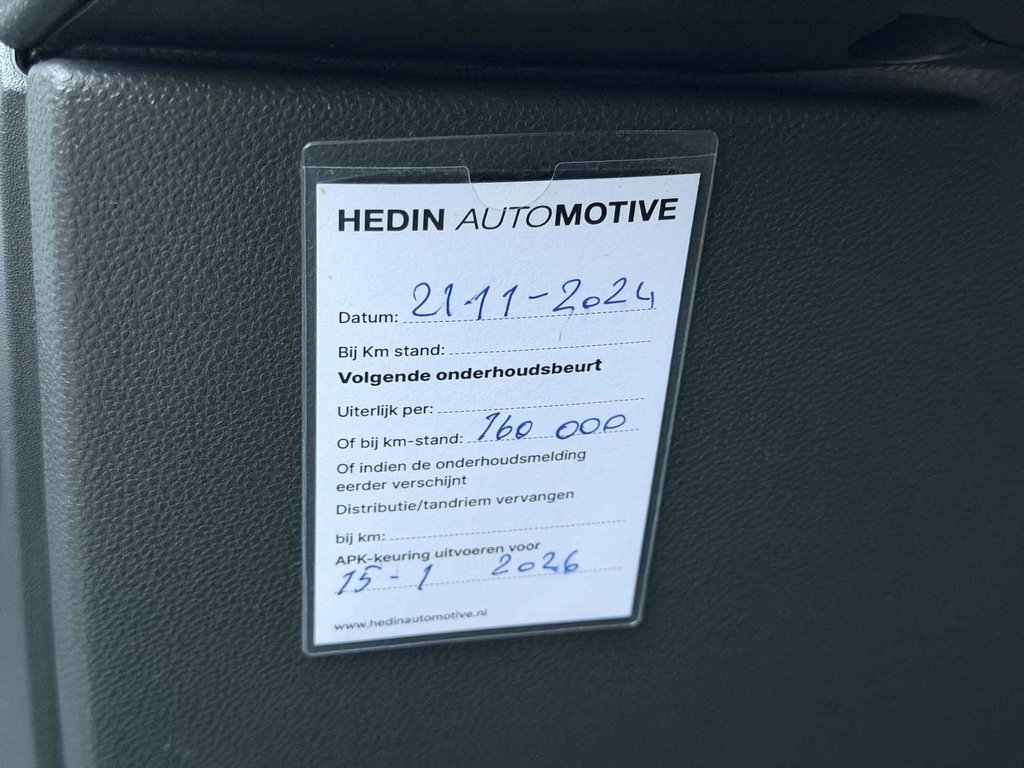 HEDIN AUTOMOTIVE
Datum: 21-11-2024
Bij Km stand:
Volgende onderhoudsbeurt
Uiterlijk per:
Of bij km-stand: 160 000
Of indien de onderhoudsmelding
eerder verschijnt
Distributie/tandriem vervangen
bij km:
APK-keuring uitvoeren voor
15-1 2026
www.hedinautomotive.nl